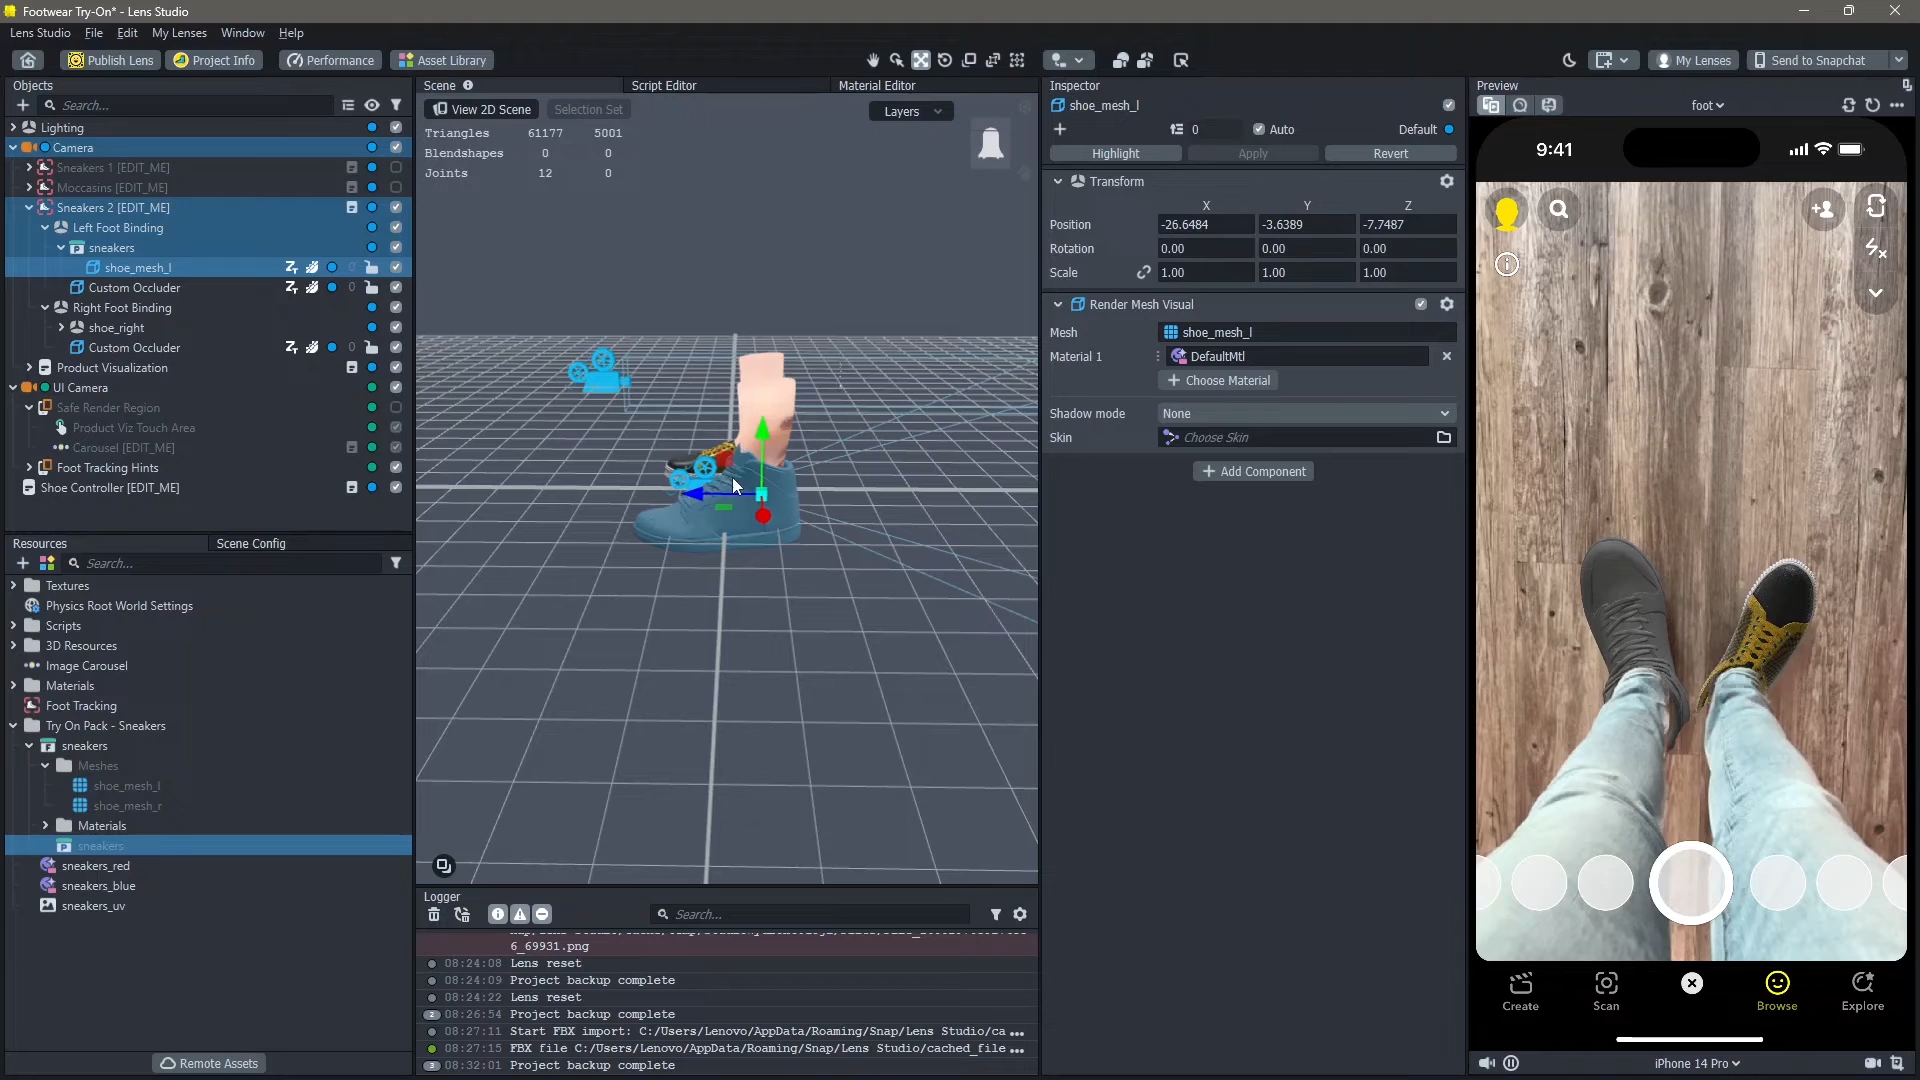 Footwear Try-On* - Lens Studio
Lens Studio File Edit My Lenses Window Help
Publish Lens Project Info Performance Asset Library My Lenses Send to Snapchat
Objects
Search...
Lighting
Camera
Sneakers 1 [EDIT_ME]
Moccasins [EDIT_ME]
Sneakers 2 [EDIT_ME]
Left Foot Binding
sneakers
shoe_mesh_l
Custom Occluder
Right Foot Binding
shoe_right
Custom Occluder
Product Visualization
UI Camera
Safe Render Region
Product Viz Touch Area
Carousel [EDIT_ME]
Foot Tracking Hints
Shoe Controller [EDIT_ME]
Resources Scene Config
Search...
Textures
Physics Root World Settings
Scripts
3D Resources
Image Carousel
Materials
Foot Tracking
Try On Pack - Sneakers
sneakers
Meshes
shoe_mesh_l
shoe_mesh_r
Materials
sneakers
sneakers_red
sneakers_blue
sneakers_uv
Remote Assets
Scene Script Editor Material Editor
View 2D Scene Selection Set Layers
Triangles 61177 5001
Blendshapes 0 0
Joints 12 0
Logger
Search...
6_69931.png
08:24:08 Lens reset
08:24:09 Project backup complete
08:24:22 Lens reset
2 08:26:54 Project backup complete
08:27:11 Start FBX import: C:/Users/Lenovo/AppData/Roaming/Snap/Lens Studio/ca ...
08:27:15 FBX file C:/Users/Lenovo/AppData/Roaming/Snap/Lens Studio/cached_file ...
3 08:32:01 Project backup complete
Inspector
shoe_mesh_l
0 Auto Default
Highlight Apply Revert
Transform
X Y Z
Position -26.6484 -3.6389 -7.7487
Rotation 0.00 0.00 0.00
Scale 1.00 1.00 1.00
Render Mesh Visual
Mesh shoe_mesh_l
Material 1 DefaultMtl
+ Choose Material
Shadow mode None
Skin Choose Skin
+ Add Component
Preview
foot
9:41
Create Scan Browse Explore
iPhone 14 Pro